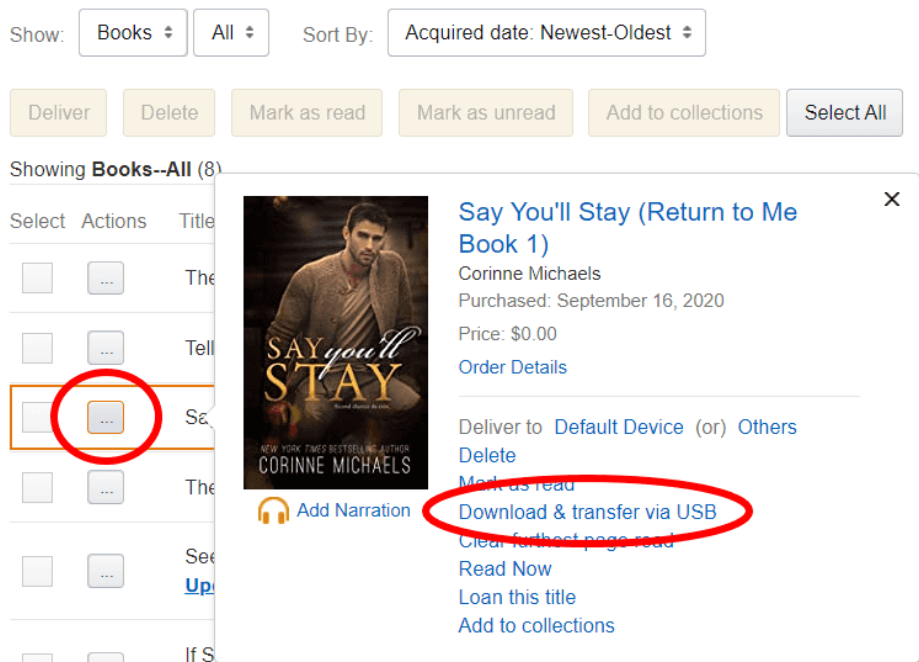 Show: Books All Sort By: Acquired date: Newest-Oldest
Deliver Delete Mark as read Mark as unread Add to collections Select All
Showing Books--All (8)
Select Actions Title
...
The
...
Tell
...
Sa
...
The
...
See
Up
If S
SAY you'll
STAY
Second chances do exist.
NEW YORK TIMES BESTSELLING AUTHOR
CORINNE MICHAELS
Add Narration
Say You'll Stay (Return to Me
Book 1)
Corinne Michaels
Purchased: September 16, 2020
Price: $0.00
Order Details
Deliver to Default Device (or) Others
Delete
Mark as read
Download & transfer via USB
Clear furthest page read
Read Now
Loan this title
Add to collections